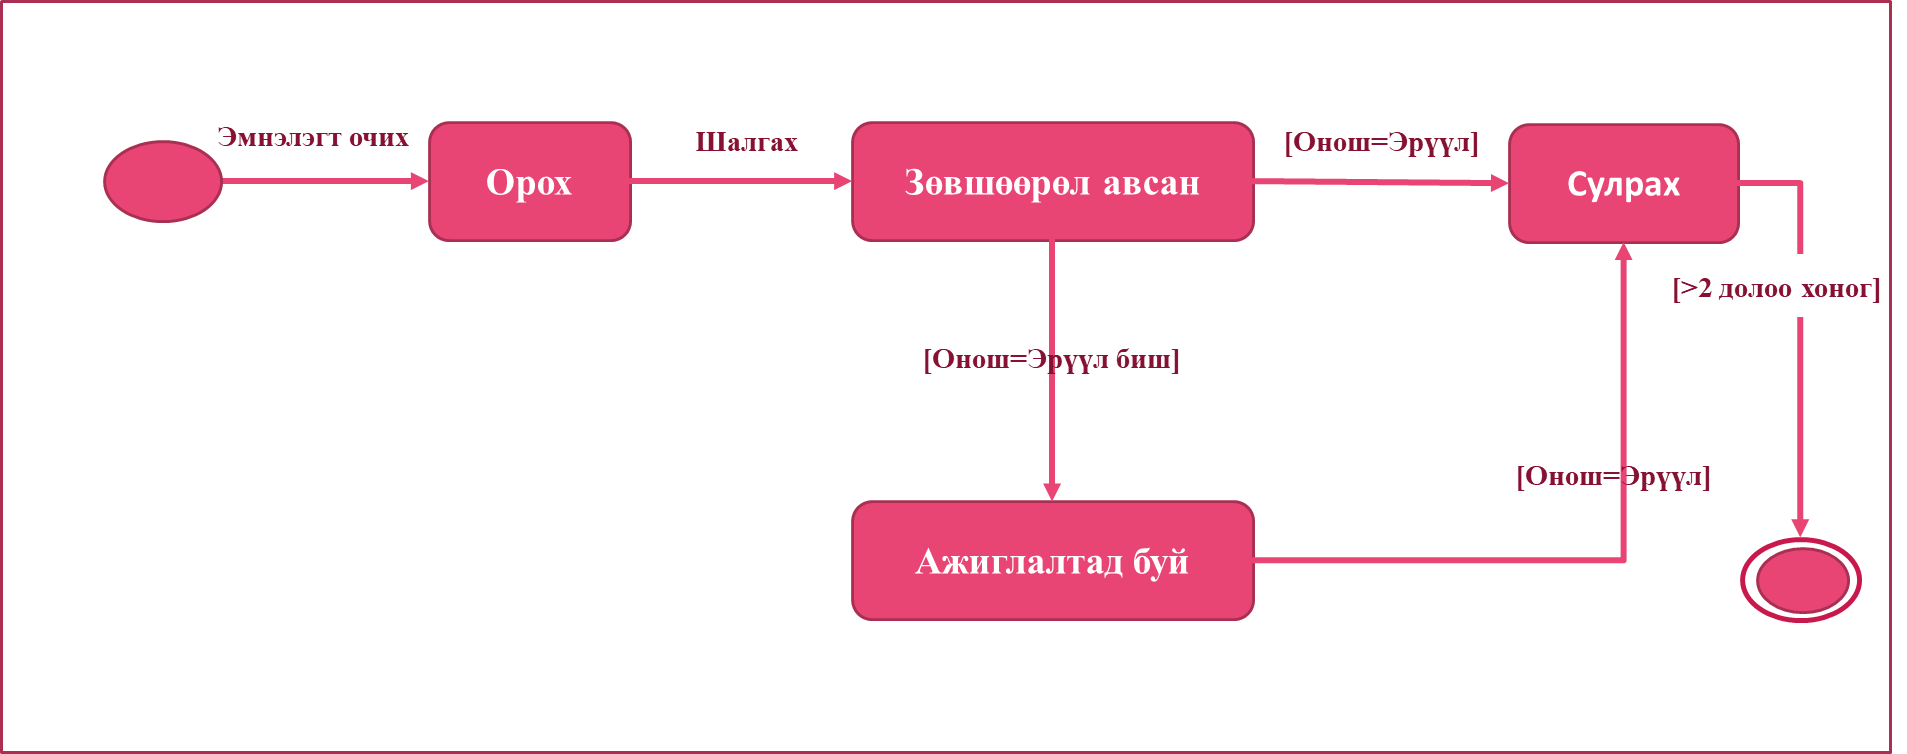 Эмнэлэгт очих
Орох
Шалгах
Зөвшөөрөл авсан
[Онош=Эрүүл]
Сулрах
[>2 долоо хоног]
[Онош=Эрүүл биш]
[Онош=Эрүүл]
Ажиглалтад буй